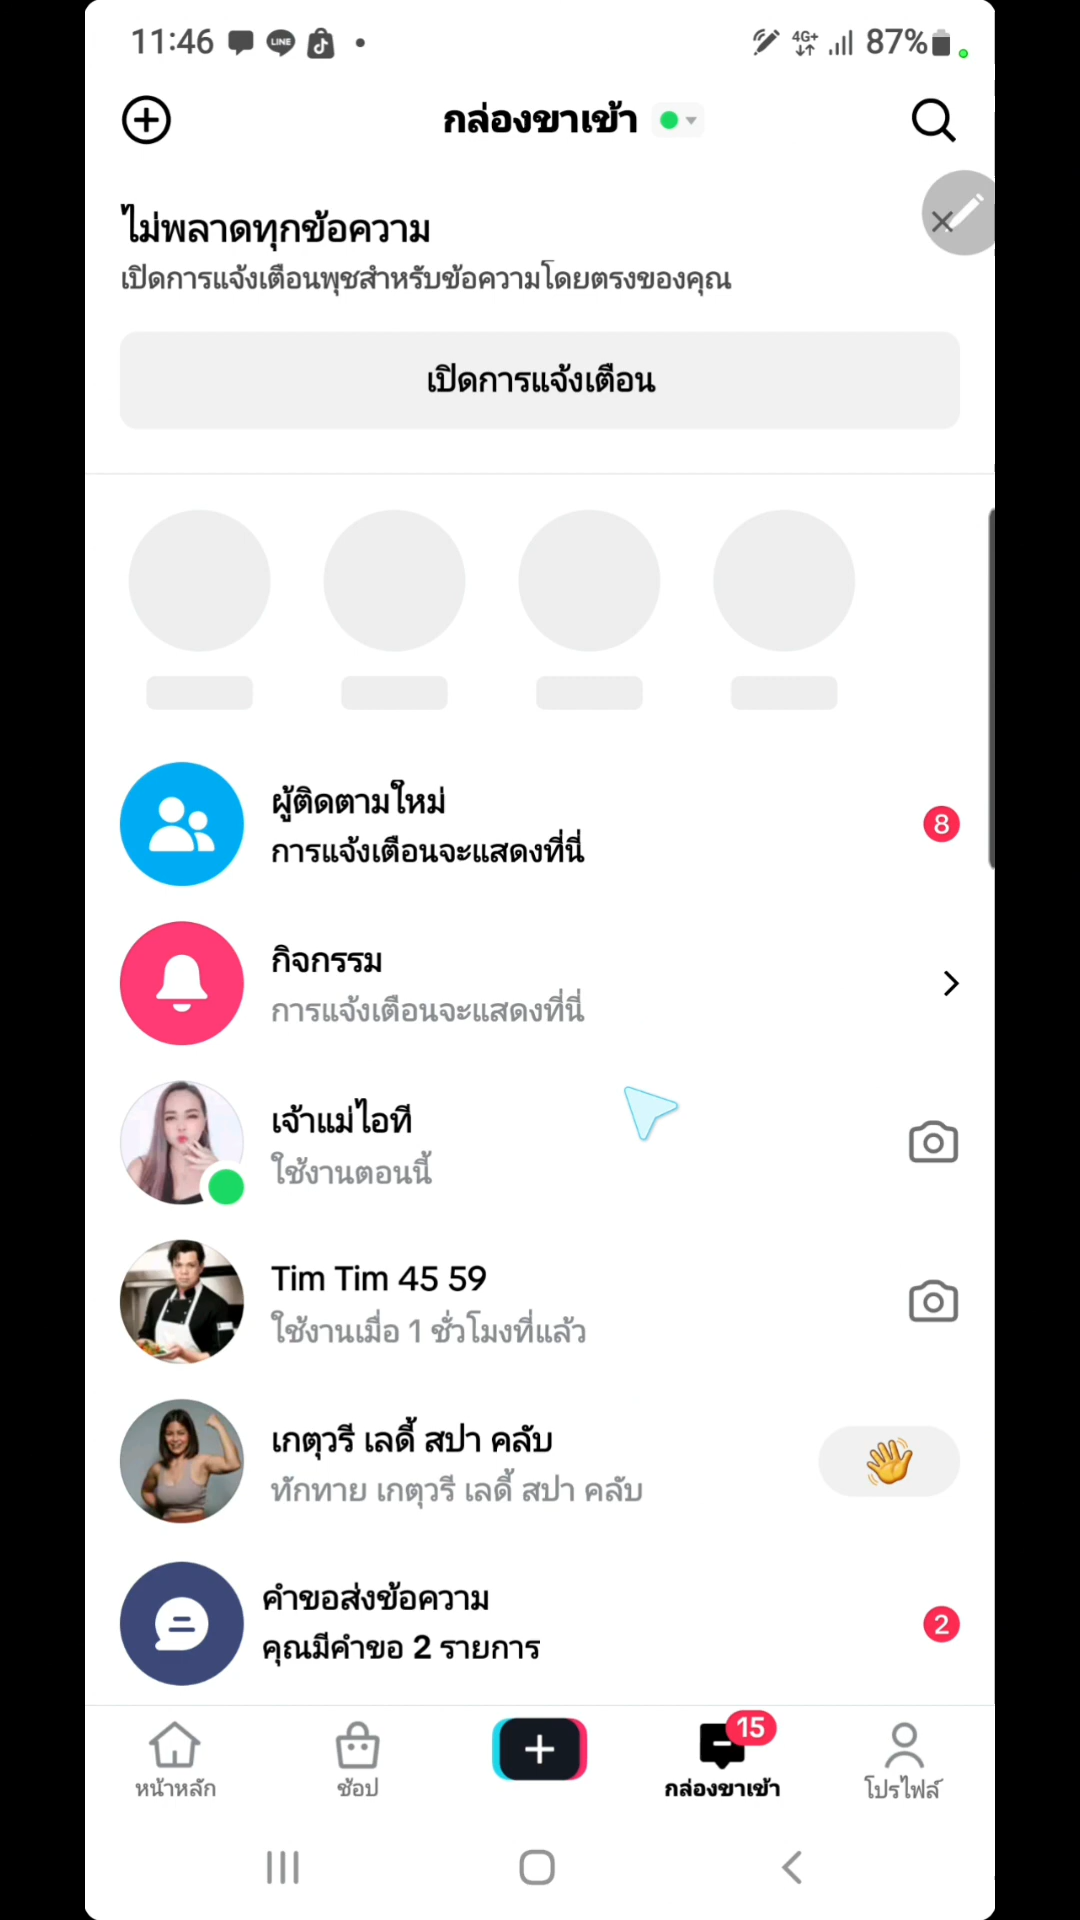 11:46
LINE
4G+
87%
กล่องขาเข้า
ไม่พลาดทุกข้อความ
เปิดการแจ้งเตือนพุชสำหรับข้อความโดยตรงของคุณ
เปิดการแจ้งเตือน
ผู้ติดตามใหม่
การแจ้งเตือนจะแสดงที่นี่
8
กิจกรรม
การแจ้งเตือนจะแสดงที่นี่
เจ้าแม่ไอที
ใช้งานตอนนี้
Tim Tim 45 59
ใช้งานเมื่อ 1 ชั่วโมงที่แล้ว
เกตุวรี เลดี้ สปา คลับ
ทักทาย เกตุวรี เลดี้ สปา คลับ
คำขอส่งข้อความ
คุณมีคำขอ 2 รายการ
2
15
หน้าหลัก
ช้อป
กล่องขาเข้า
โปรไฟล์